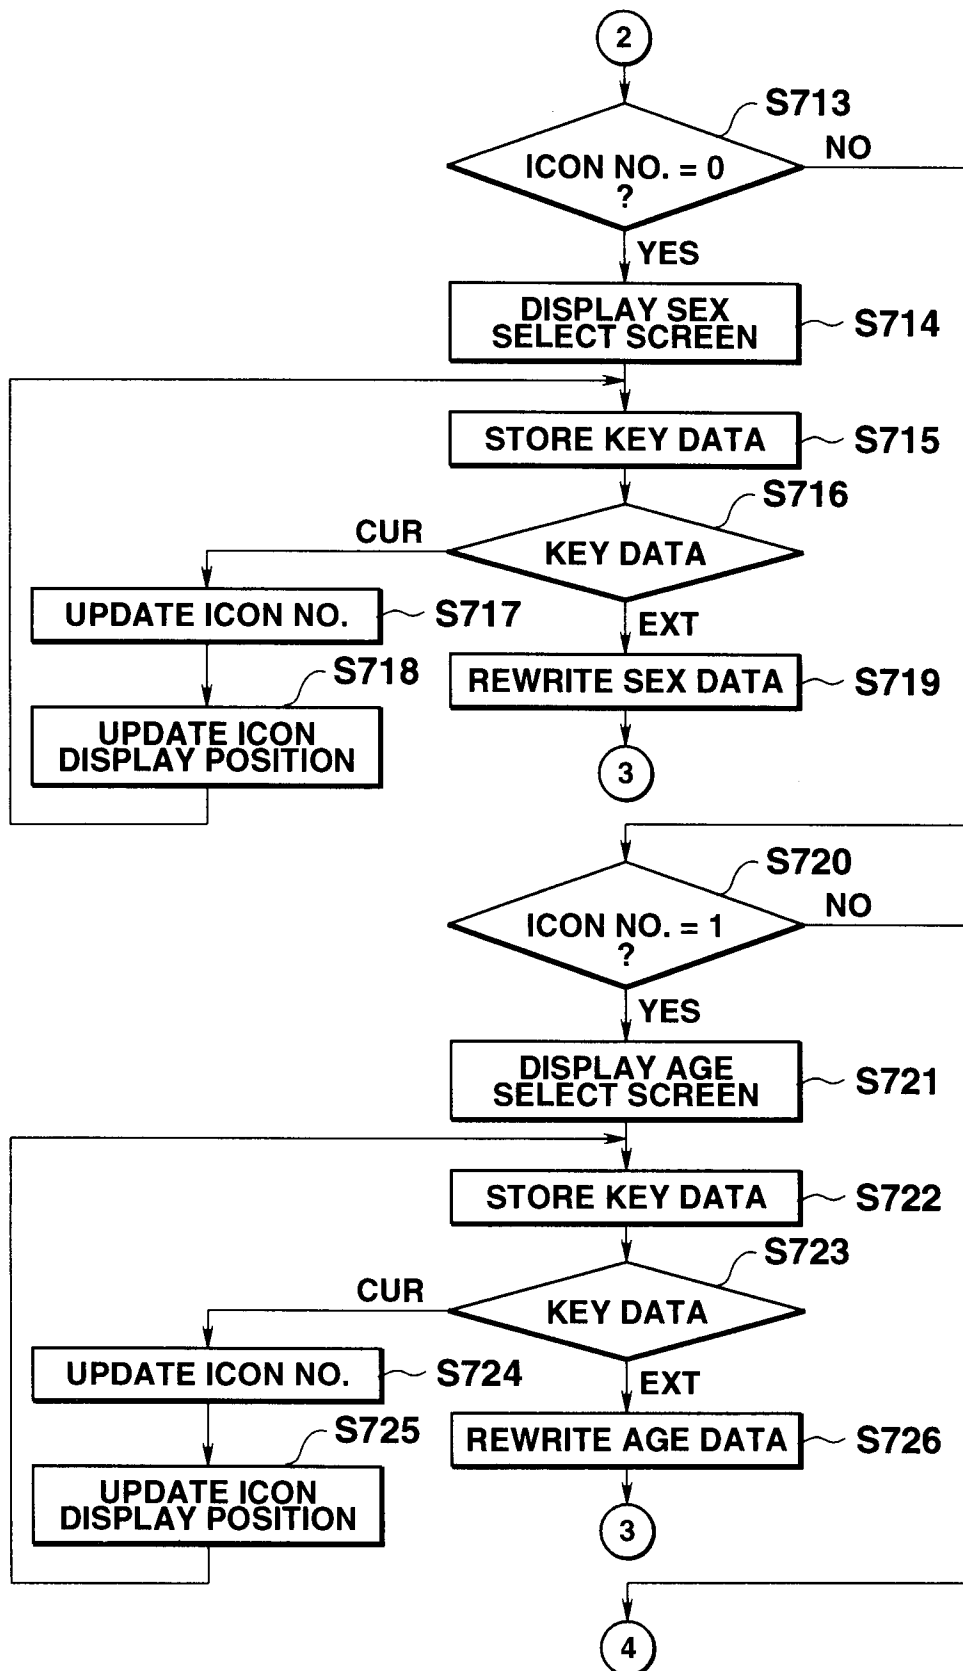 2
S713
ICON NO. = 0
?
NO
YES
DISPLAY SEX
SELECT SCREEN
S714
STORE KEY DATA
S715
S716
KEY DATA
CUR
UPDATE ICON NO.
S717
EXT
S718
UPDATE ICON
DISPLAY POSITION
REWRITE SEX DATA
S719
3
S720
ICON NO. = 1
?
NO
YES
DISPLAY AGE
SELECT SCREEN
S721
STORE KEY DATA
S722
S723
KEY DATA
CUR
UPDATE ICON NO.
S724
EXT
S725
UPDATE ICON
DISPLAY POSITION
REWRITE AGE DATA
S726
3
4